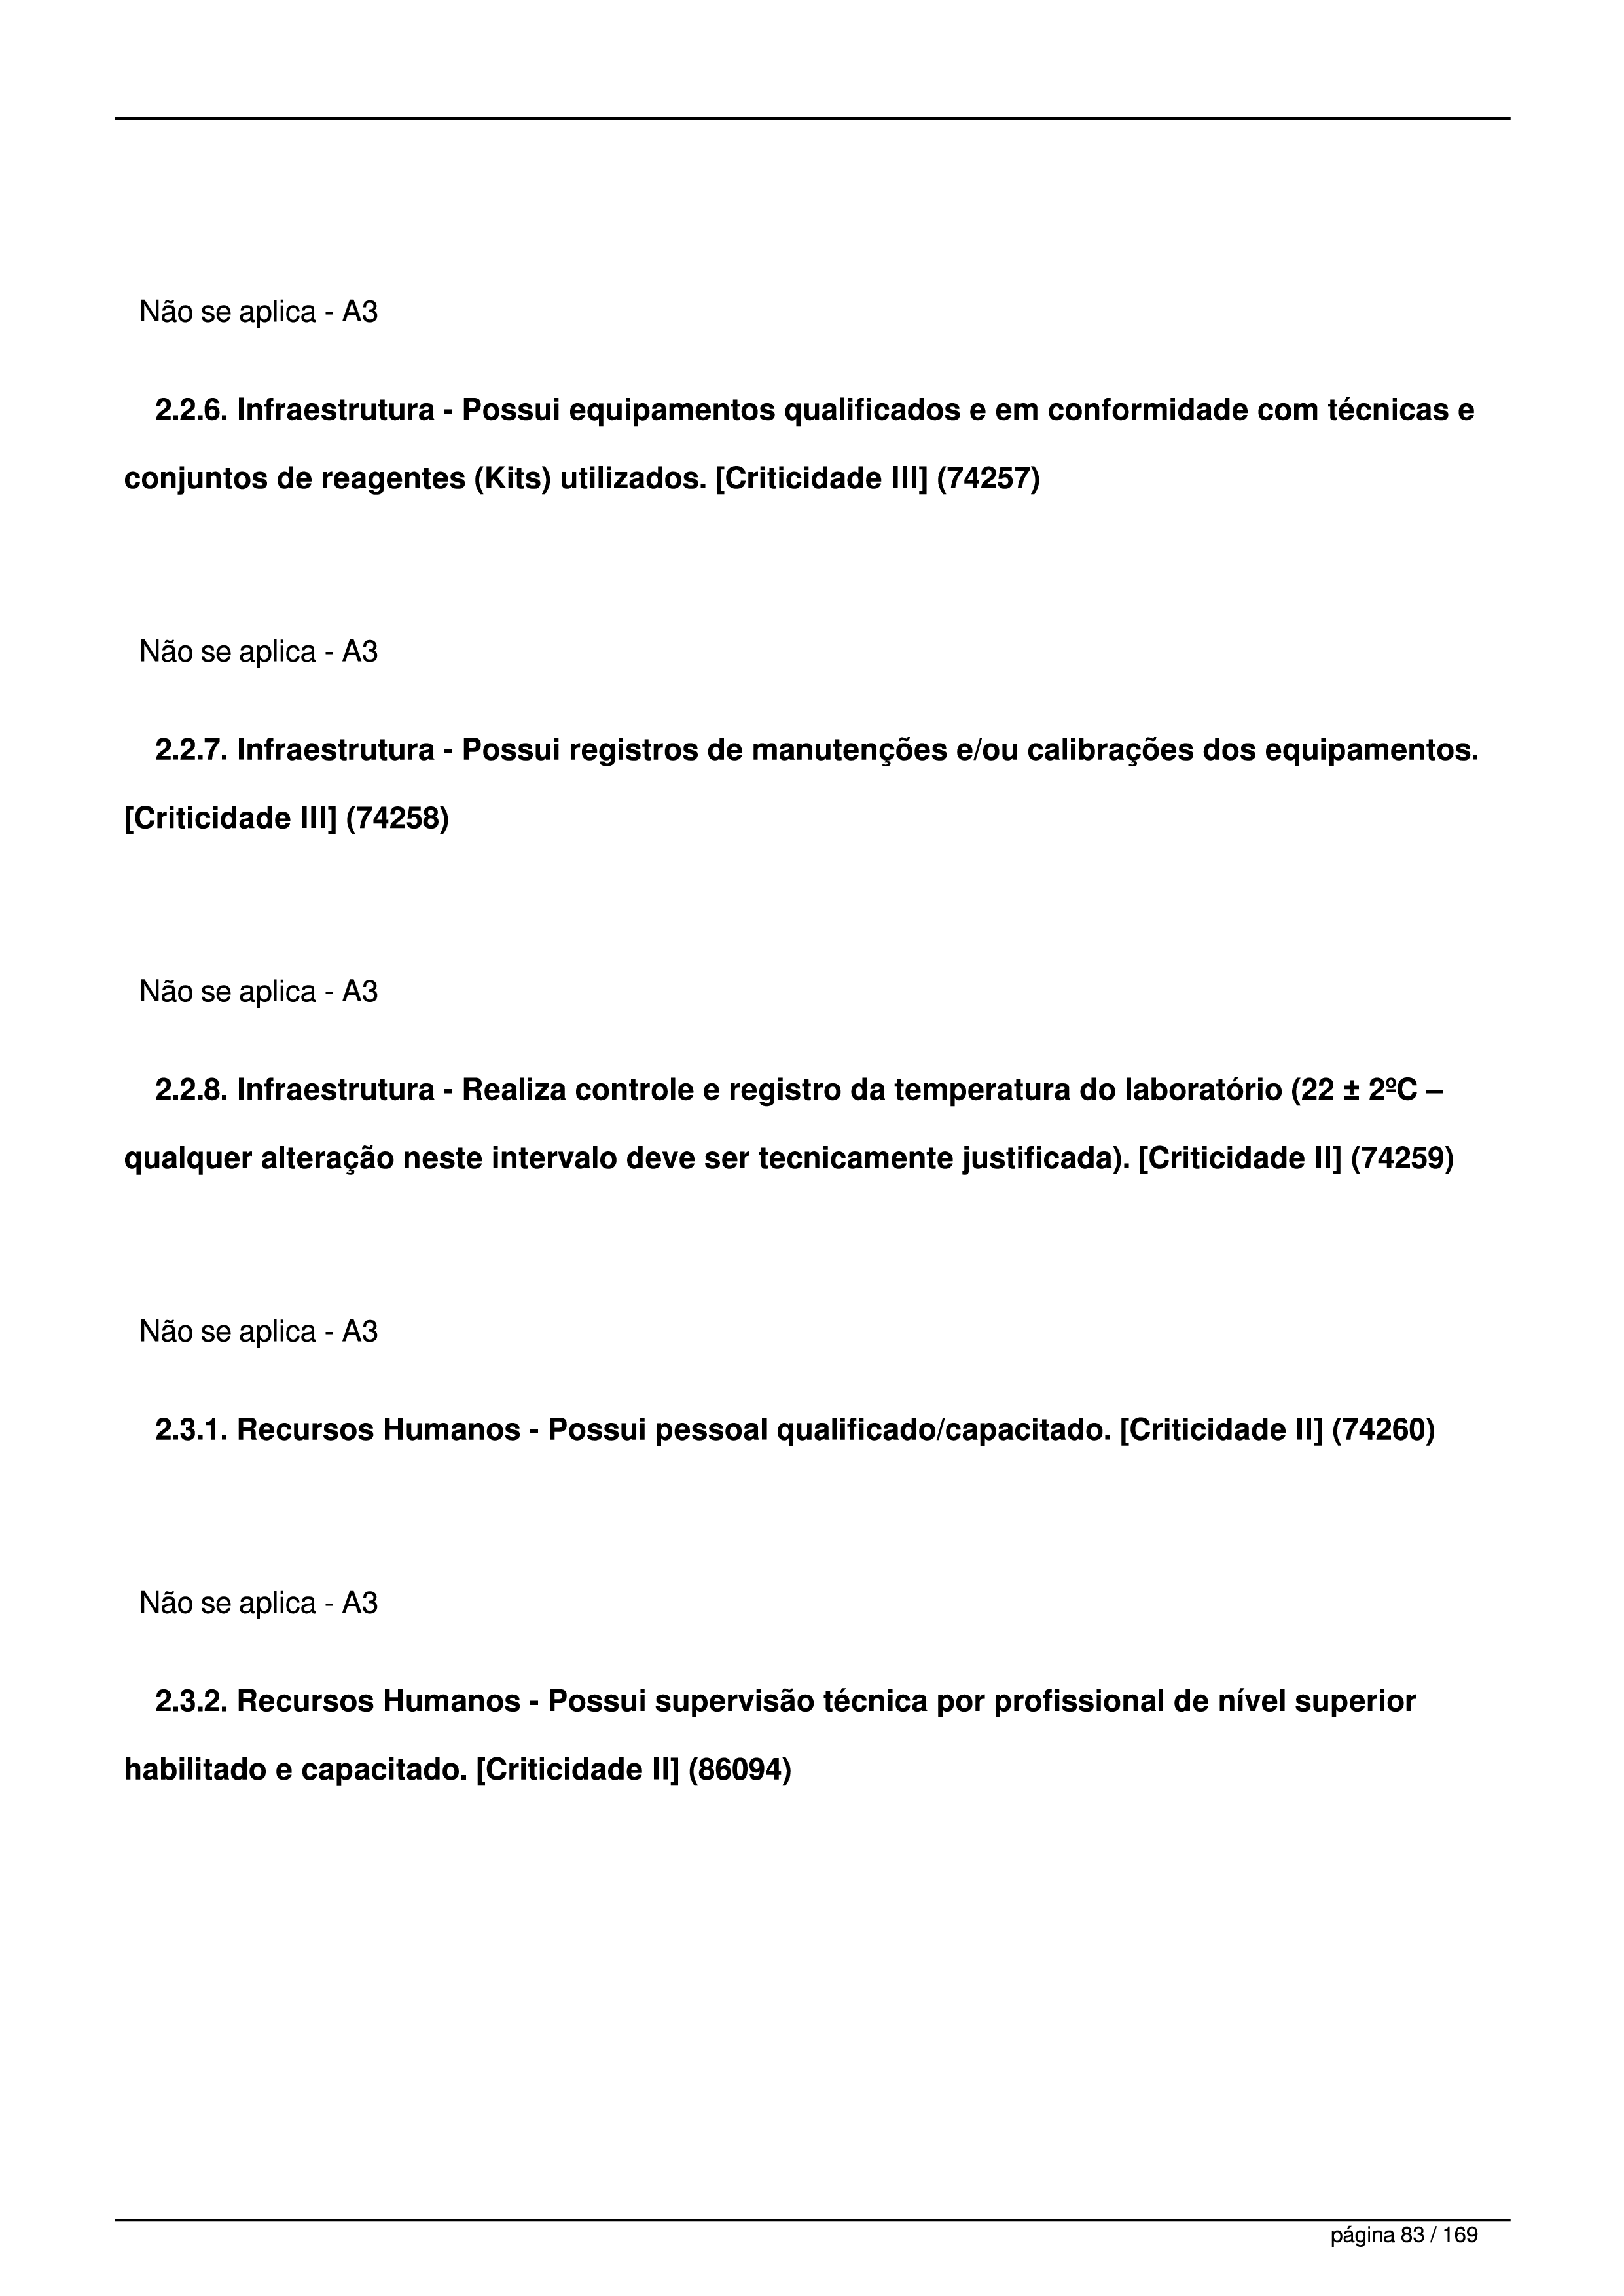 Não se aplica - A3
2.2.6. Infraestrutura - Possui equipamentos qualificados e em conformidade com técnicas e
conjuntos de reagentes (Kits) utilizados. [Criticidade III] (74257)
Não se aplica - A3
2.2.7. Infraestrutura - Possui registros de manutenções e/ou calibrações dos equipamentos.
[Criticidade III] (74258)
Não se aplica - A3
2.2.8. Infraestrutura - Realiza controle e registro da temperatura do laboratório (22 ± 2ºC –
qualquer alteração neste intervalo deve ser tecnicamente justificada). [Criticidade II] (74259)
Não se aplica - A3
2.3.1. Recursos Humanos - Possui pessoal qualificado/capacitado. [Criticidade II] (74260)
Não se aplica - A3
2.3.2. Recursos Humanos - Possui supervisão técnica por profissional de nível superior
habilitado e capacitado. [Criticidade II] (86094)
página 83 / 169